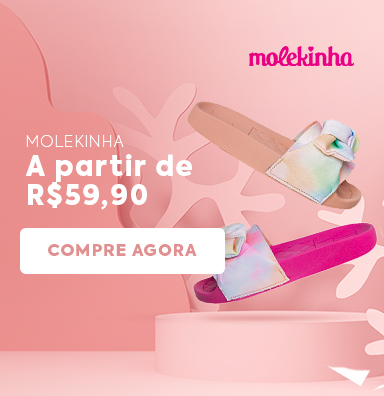 molekinha
MOLEKINHA
A partir de
R$59,90
COMPRE AGORA